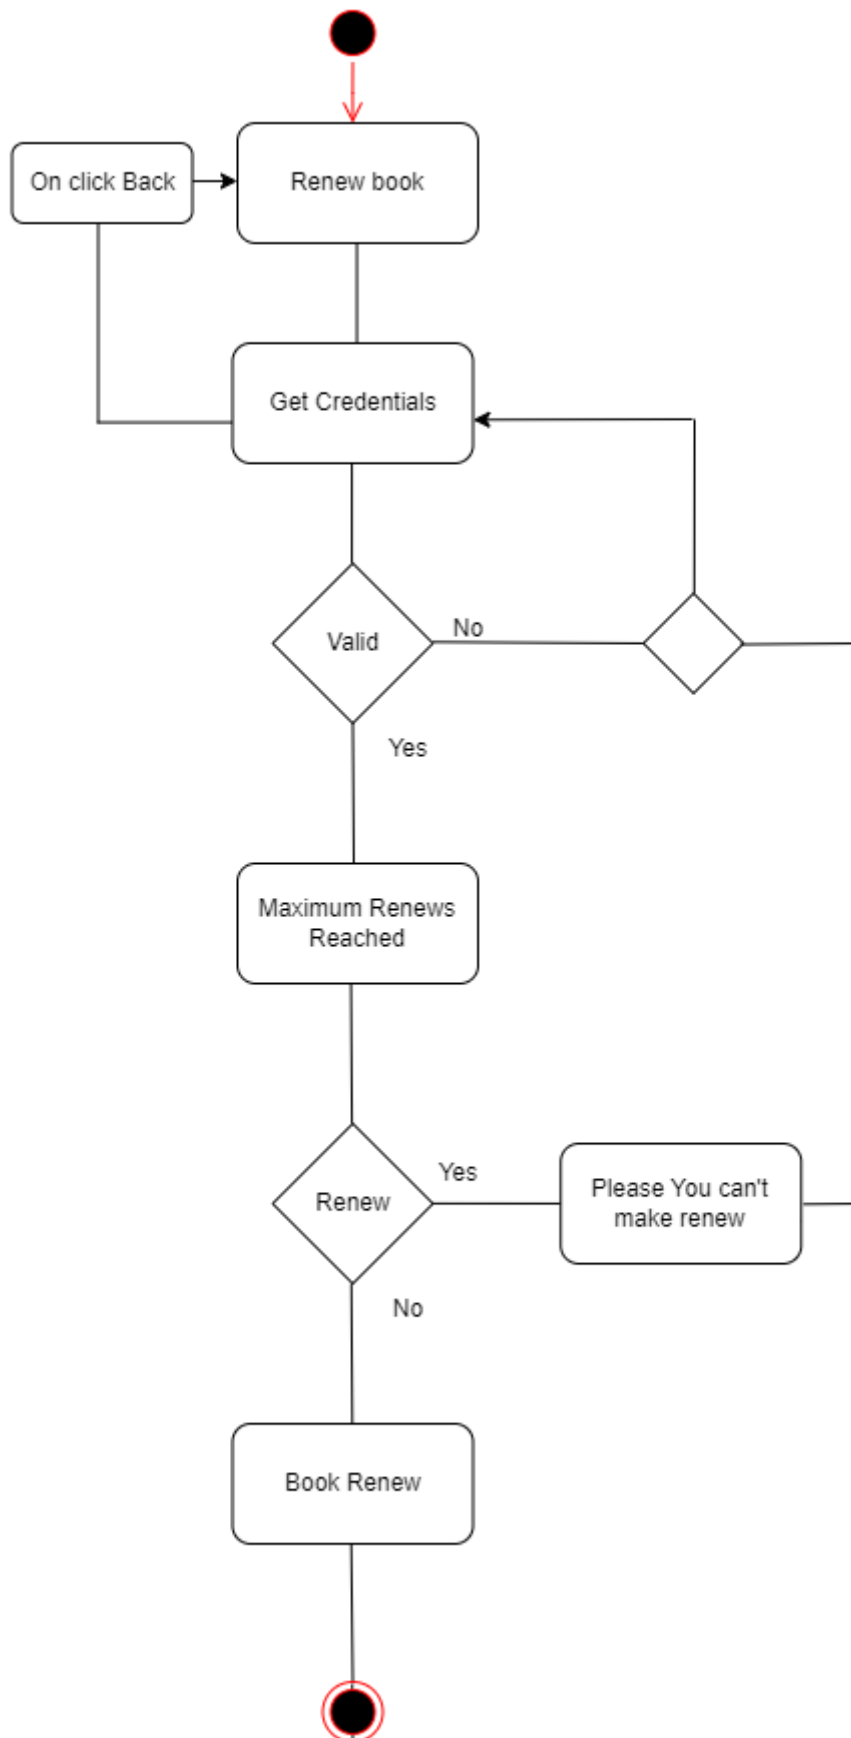 On click Back
Renew book
Get Credentials
Valid
No
Yes
Maximum Renews
Reached
Renew
Yes
Please You can't
make renew
No
Book Renew